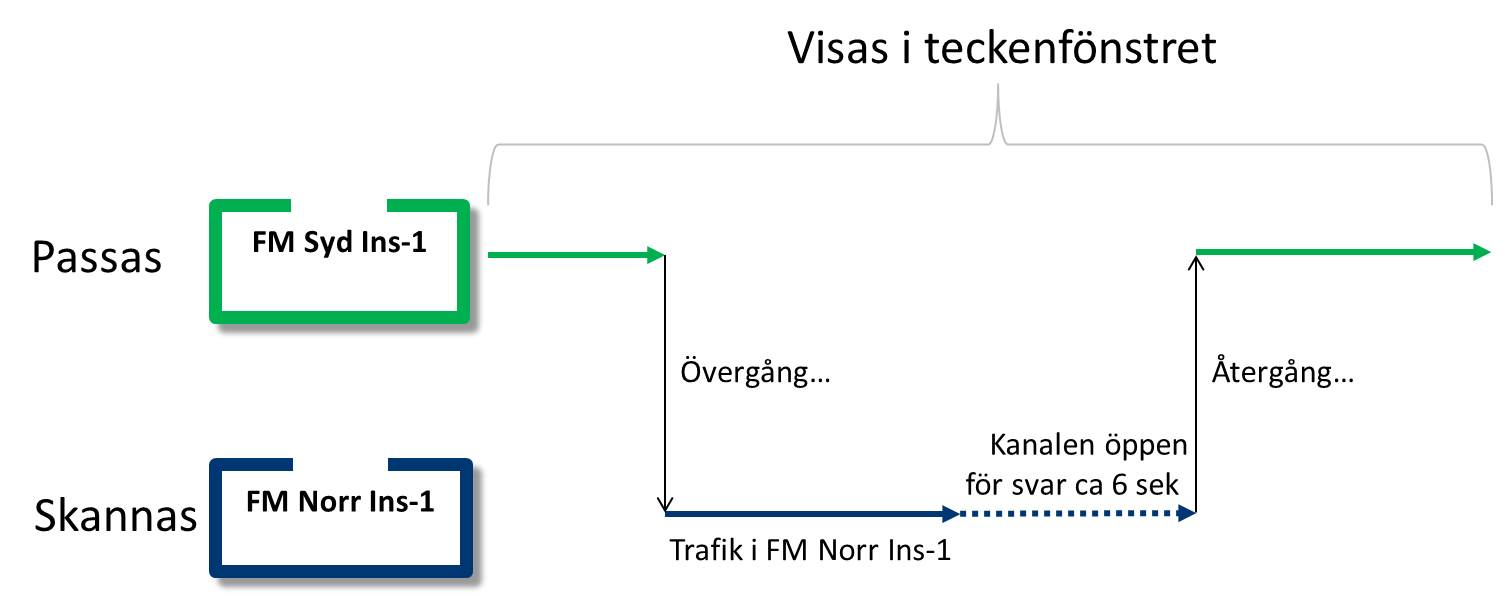 Visas i teckenfönstret
Passas
FM Syd Ins-1
Övergång...
Återgång...
Skannas
FM Norr Ins-1
Kanalen öppen
för svar ca 6 sek
Trafik i FM Norr Ins-1